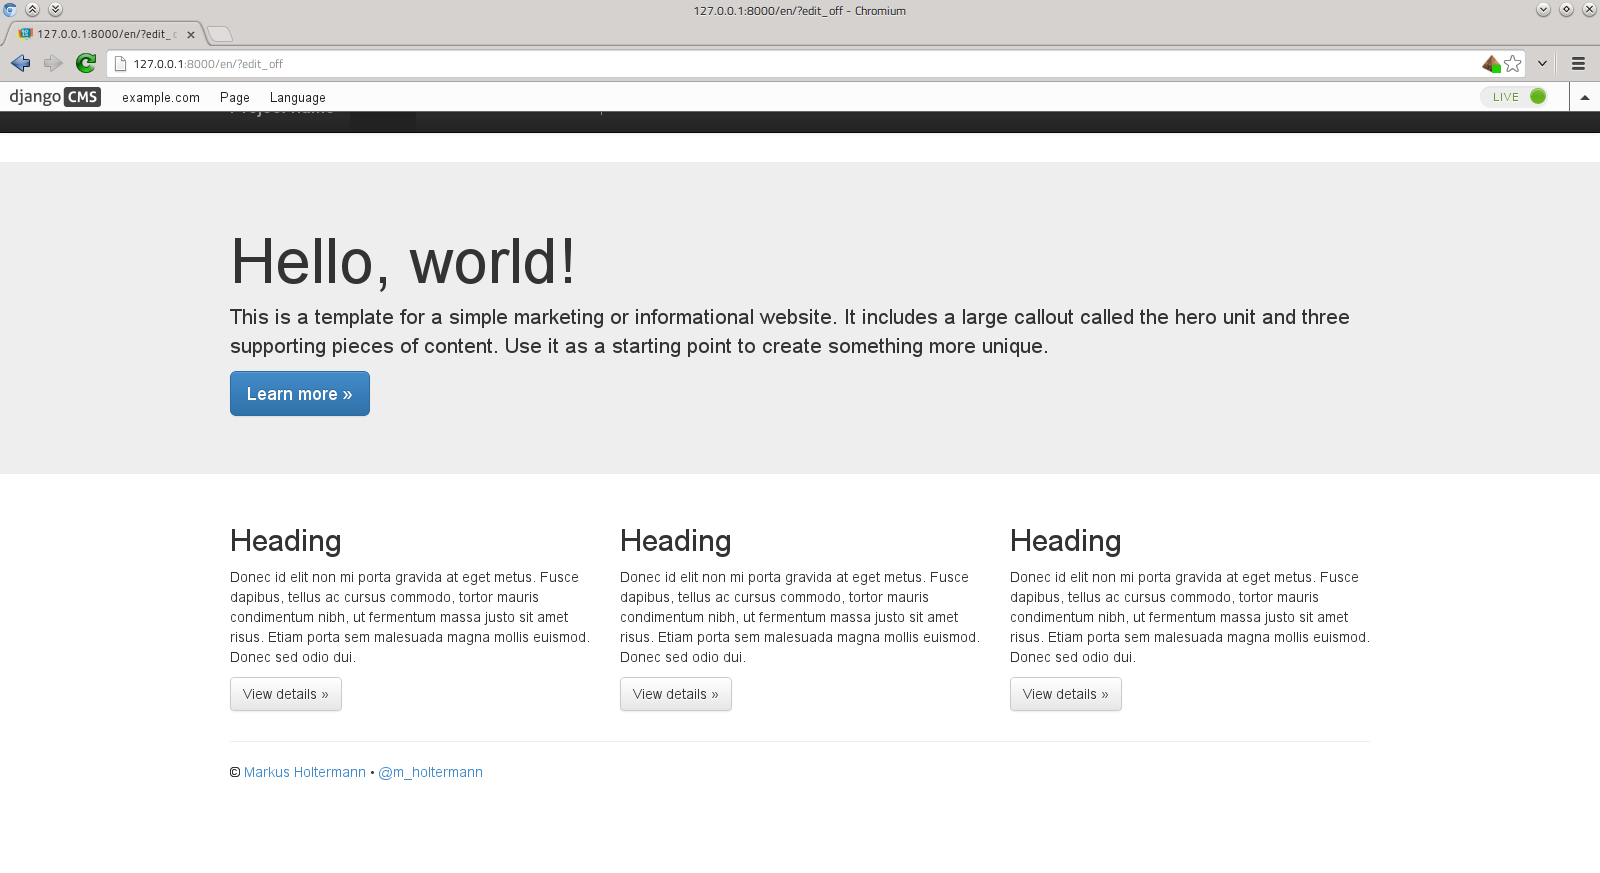 127.0.0.1:8000/en/?edit_off - Chromium
127.0.0.1:8000/en/?edit_
127.0.0.1:8000/en/?edit_off
django CMS example.com Page Language LIVE
Project name
Hello, world!
This is a template for a simple marketing or informational website. It includes a large callout called the hero unit and three
supporting pieces of content. Use it as a starting point to create something more unique.
Learn more »
Heading
Donec id elit non mi porta gravida at eget metus. Fusce
dapibus, tellus ac cursus commodo, tortor mauris
condimentum nibh, ut fermentum massa justo sit amet
risus. Etiam porta sem malesuada magna mollis euismod.
Donec sed odio dui.
View details »
Heading
Donec id elit non mi porta gravida at eget metus. Fusce
dapibus, tellus ac cursus commodo, tortor mauris
condimentum nibh, ut fermentum massa justo sit amet
risus. Etiam porta sem malesuada magna mollis euismod.
Donec sed odio dui.
View details »
Heading
Donec id elit non mi porta gravida at eget metus. Fusce
dapibus, tellus ac cursus commodo, tortor mauris
condimentum nibh, ut fermentum massa justo sit amet
risus. Etiam porta sem malesuada magna mollis euismod.
Donec sed odio dui.
View details »
© Markus Holtermann • @m_holtermann